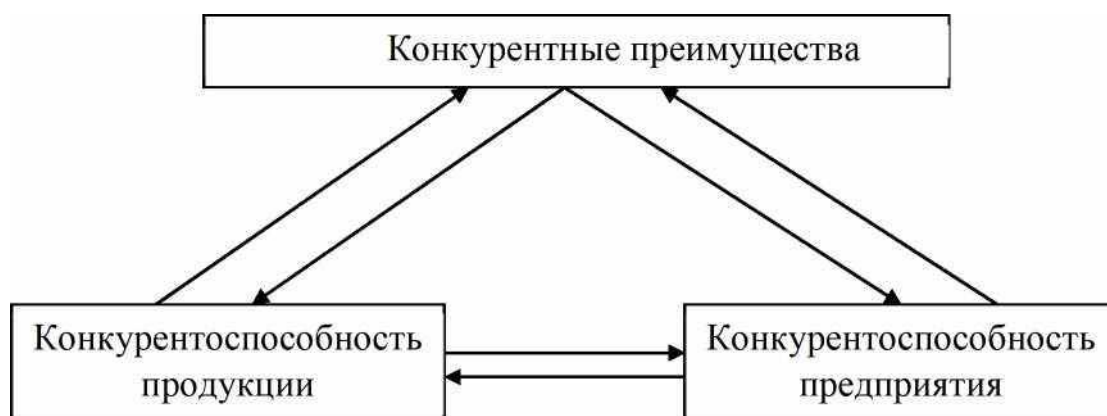 Конкурентные преимущества
Конкурентоспособность
продукции
Конкурентоспособность
предприятия